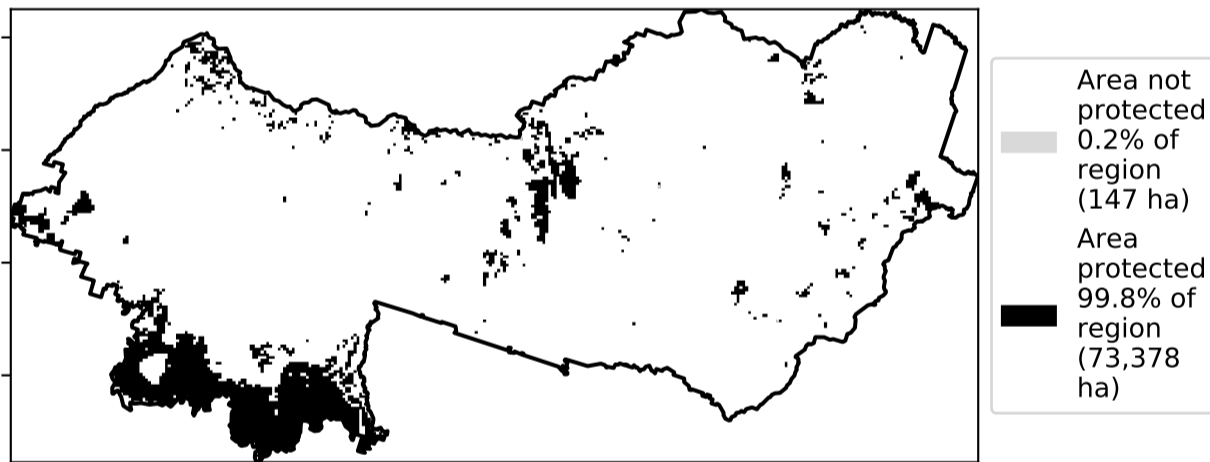 Area not
protected
0.2% of
region
(147 ha)
Area
protected
99.8% of
region
(73,378
ha)